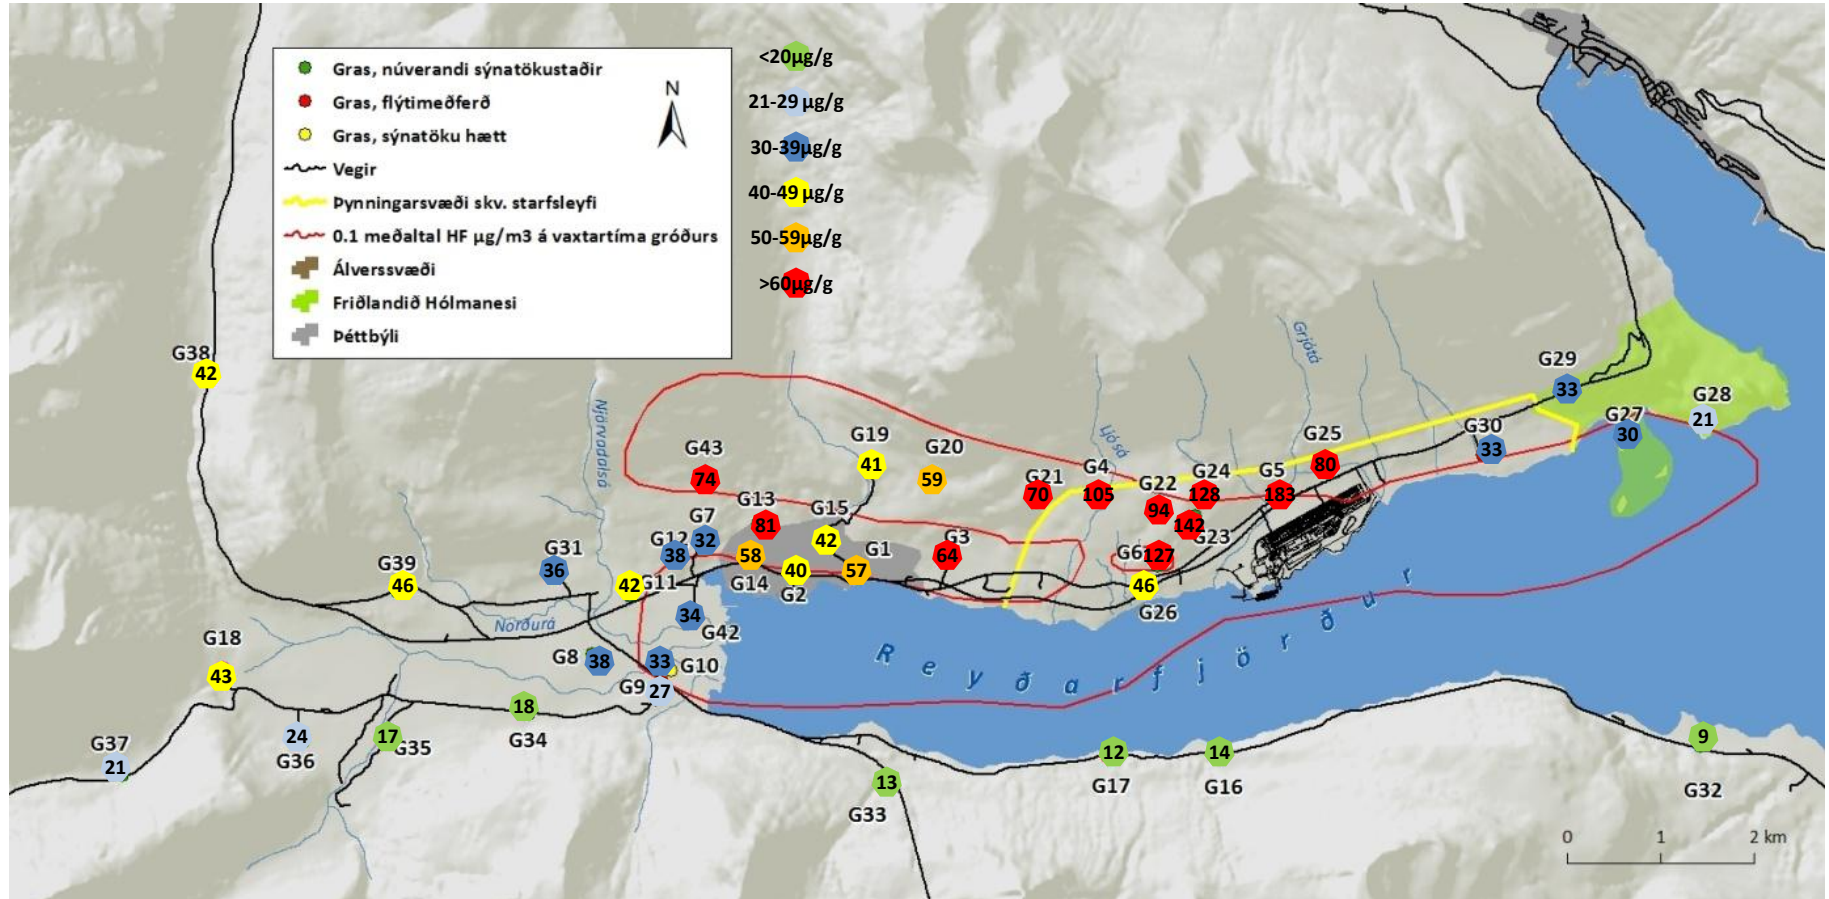 Gras, núverandi sýnatökustaðir
Gras, flýtimeðferð
Gras, sýnatöku hætt
Vegir
Þynningarsvæði skv. starfsleyfi
0.1 meðaltal HF µg/m3 á vaxtartíma gróðurs
Álverssvæði
Friðlandið Hólmanesi
Þéttbýli
N
<20µg/g
21-29 µg/g
30-39µg/g
40-49 µg/g
50-59µg/g
>60µg/g
G38
42
G43
74
G19
41
G20
59
G21
70
G4
105
G22
94
G24
128
G5
183
G25
80
G30
33
G29
33
G27
30
G28
21
G13
81
G15
42
G7
32
G12
38
G14
58
G2
40
G1
57
G3
64
G6
127
142
G23
46
G26
G31
36
G39
46
42
G11
34
G42
G18
43
G8
38
33
G10
G9
27
18
G34
17
G35
24
G36
G37
21
13
G33
12
G17
14
G16
9
G32
Njörvadalsá
Ljósá
Grjótá
Norðurá
Reyðarfjörður
0 1 2 km